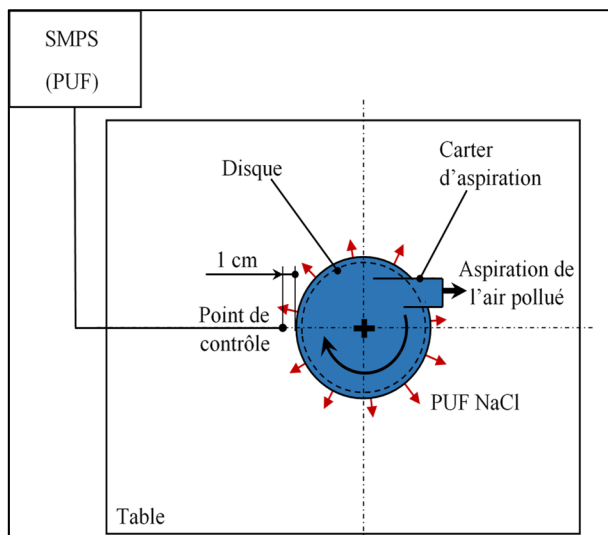 SMPS
(PUF)
Disque
Carter
d'aspiration
1 cm
Aspiration de
l'air pollué
Point de
contrôle
PUF NaCl
Table